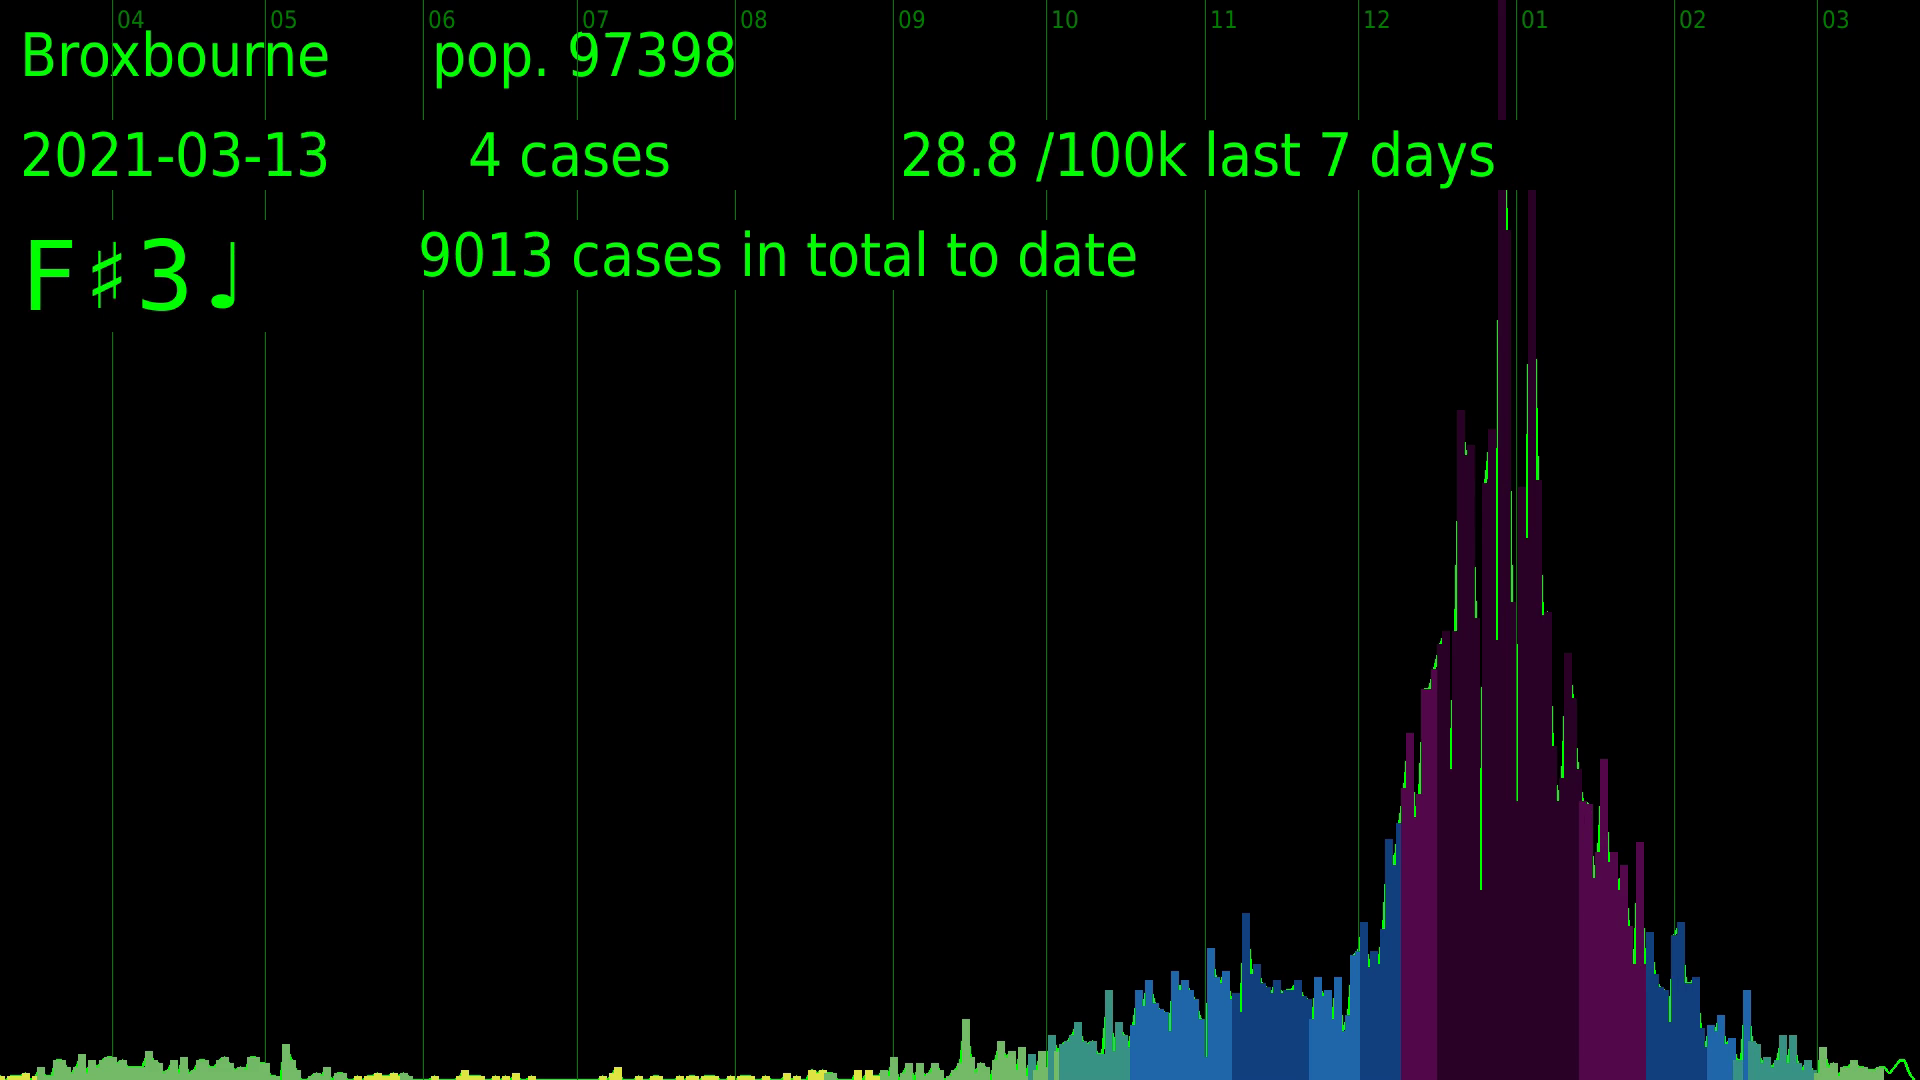 04 05 06 07 08 09 10 11 12 01 02 03
Broxbourne pop. 97398
2021-03-13 4 cases 28.8 /100k last 7 days
F♯3♩ 9013 cases in total to date